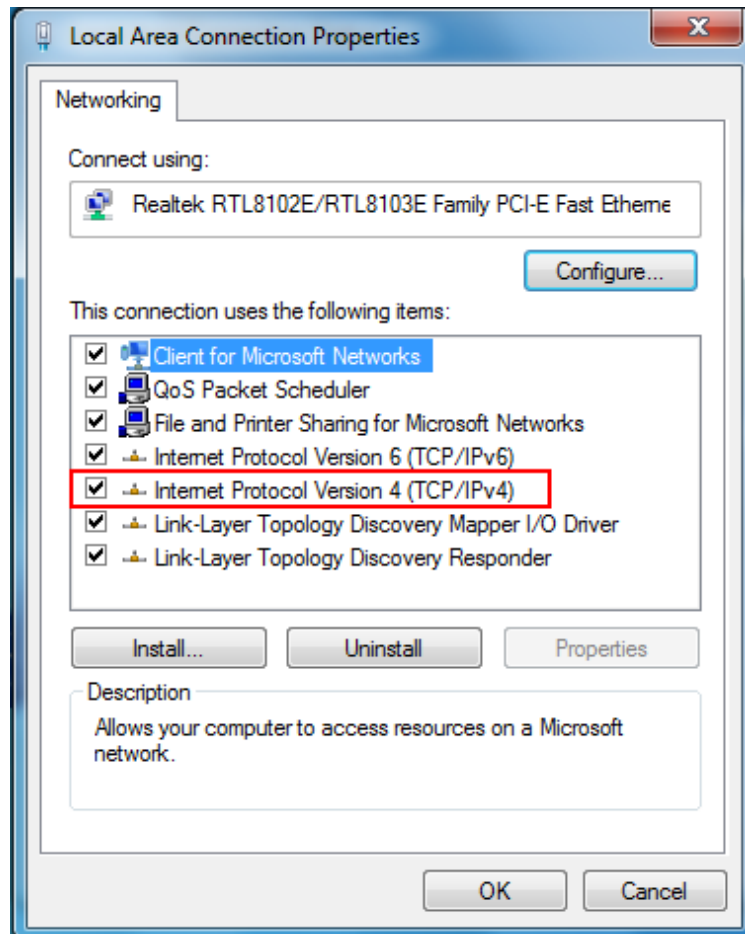 Local Area Connection Properties
Networking
Connect using:
Realtek RTL8102E/RTL8103E Family PCI-E Fast Etherne
Configure...
This connection uses the following items:
Client for Microsoft Networks
QoS Packet Scheduler
File and Printer Sharing for Microsoft Networks
Internet Protocol Version 6 (TCP/IPv6)
Internet Protocol Version 4 (TCP/IPv4)
Link-Layer Topology Discovery Mapper I/O Driver
Link-Layer Topology Discovery Responder
Install... Uninstall Properties
Description
Allows your computer to access resources on a Microsoft
network.
OK Cancel